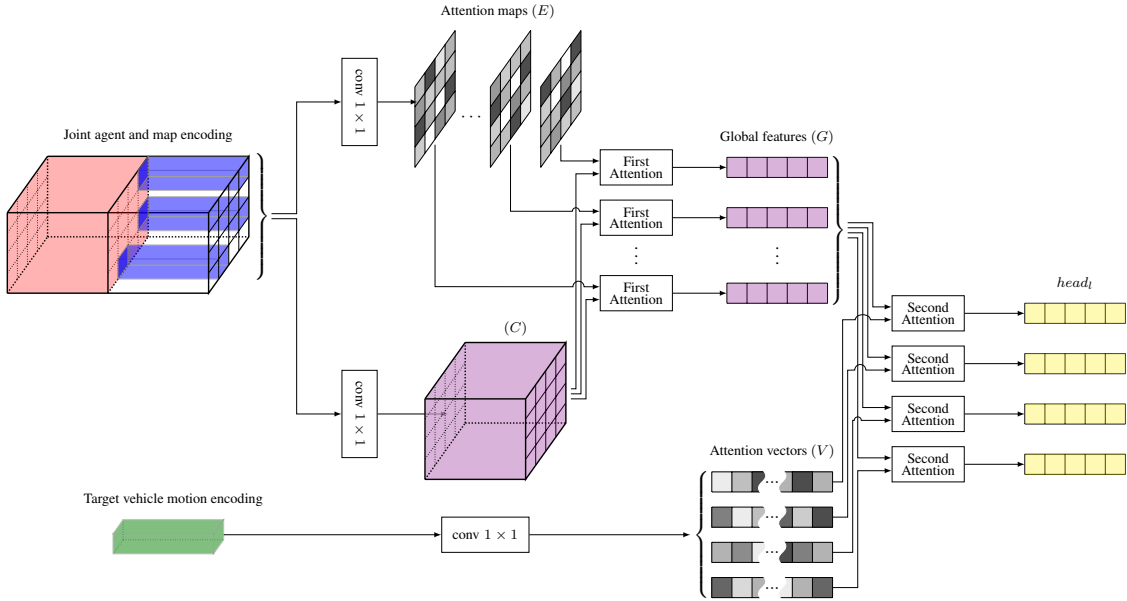 Attention maps (E)
conv 1 × 1
Joint agent and map encoding
...
Global features (G)
First
Attention
First
Attention
⋮
⋮
First
Attention
head_l
Second
Attention
(C)
Second
Attention
conv 1 × 1
Second
Attention
Attention vectors (V)
Second
Attention
...
Target vehicle motion encoding
...
conv 1 × 1
...
...